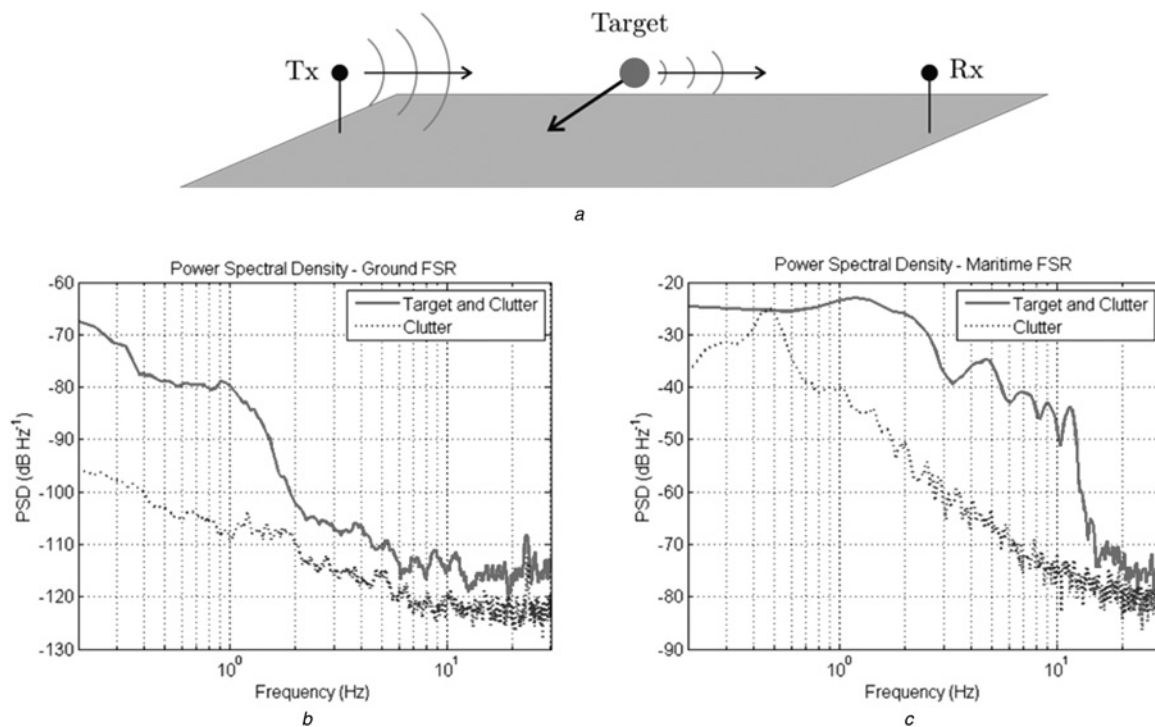 Target
Tx
Rx
a
Power Spectral Density - Ground FSR
Target and Clutter
Clutter
-60
-70
-80
-90
-100
-110
-120
-130
PSD (dB Hz⁻¹)
10⁰
10¹
Frequency (Hz)
b
Power Spectral Density - Maritime FSR
Target and Clutter
Clutter
-20
-30
-40
-50
-60
-70
-80
-90
PSD (dB Hz⁻¹)
10⁰
10¹
Frequency (Hz)
c